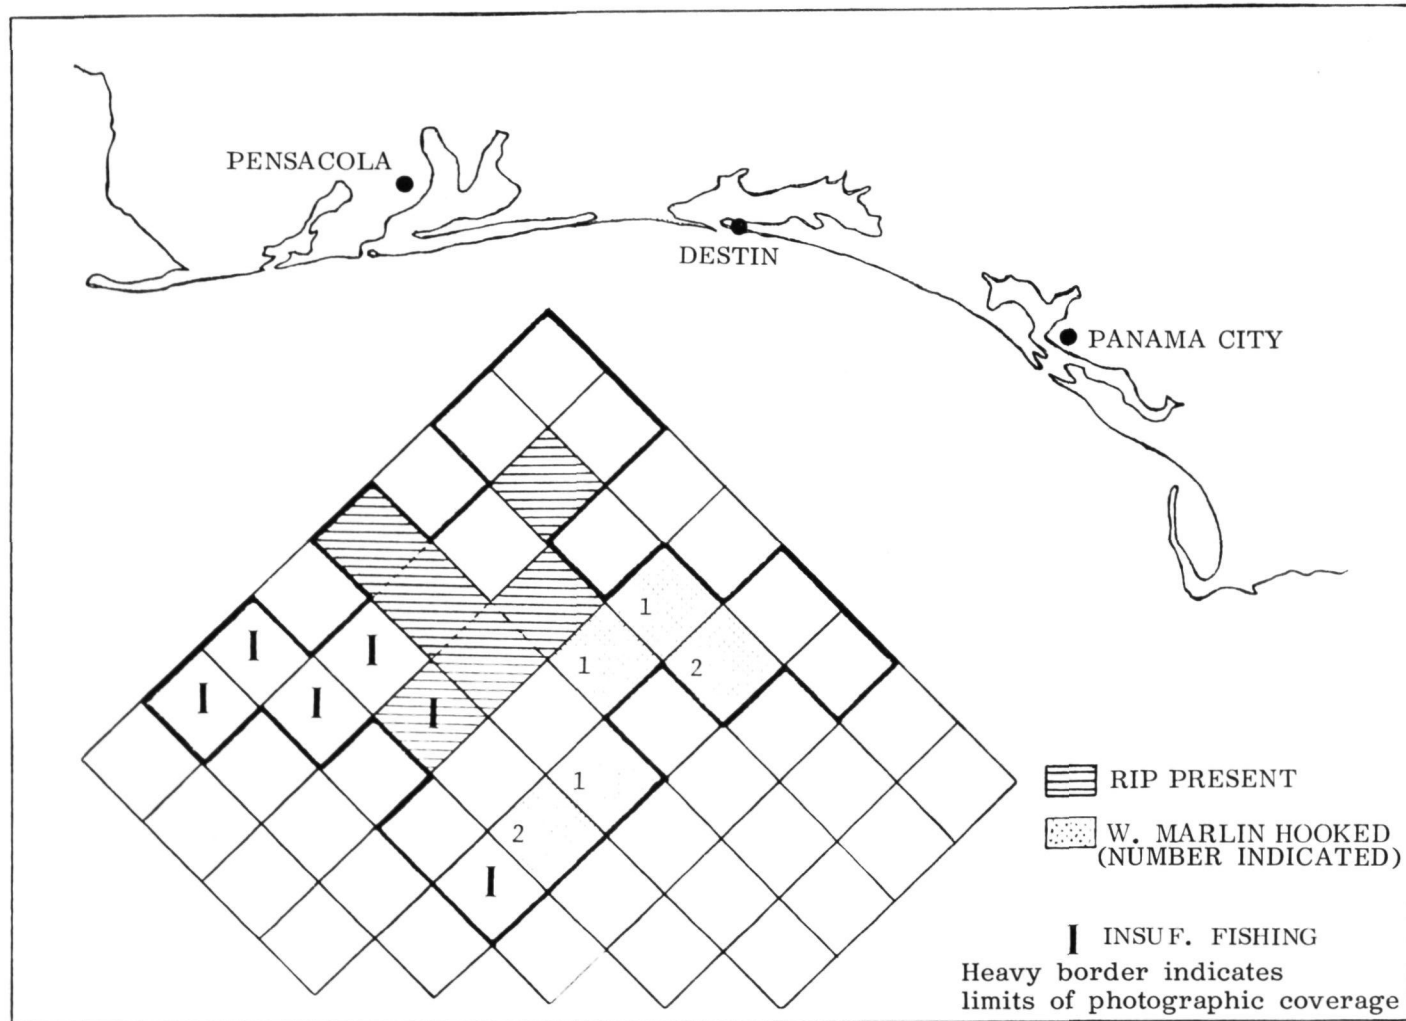 PENSACOLA
DESTIN
PANAMA CITY
1
1
2
I
I
I
I
I
1
2
I
RIP PRESENT
W. MARLIN HOOKED
(NUMBER INDICATED)
I INSUF. FISHING
Heavy border indicates
limits of photographic coverage